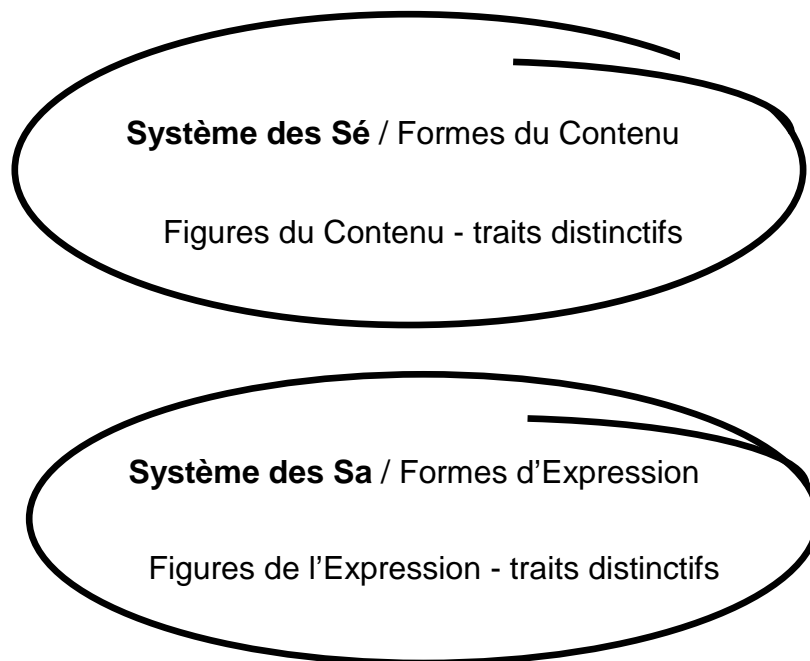 Système des Sé / Formes du Contenu
Figures du Contenu - traits distinctifs
Système des Sa / Formes d’Expression
Figures de l’Expression - traits distinctifs